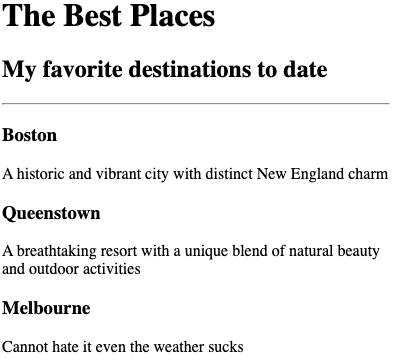 The Best Places
My favorite destinations to date
Boston
A historic and vibrant city with distinct New England charm
Queenstown
A breathtaking resort with a unique blend of natural beauty
and outdoor activities
Melbourne
Cannot hate it even the weather sucks